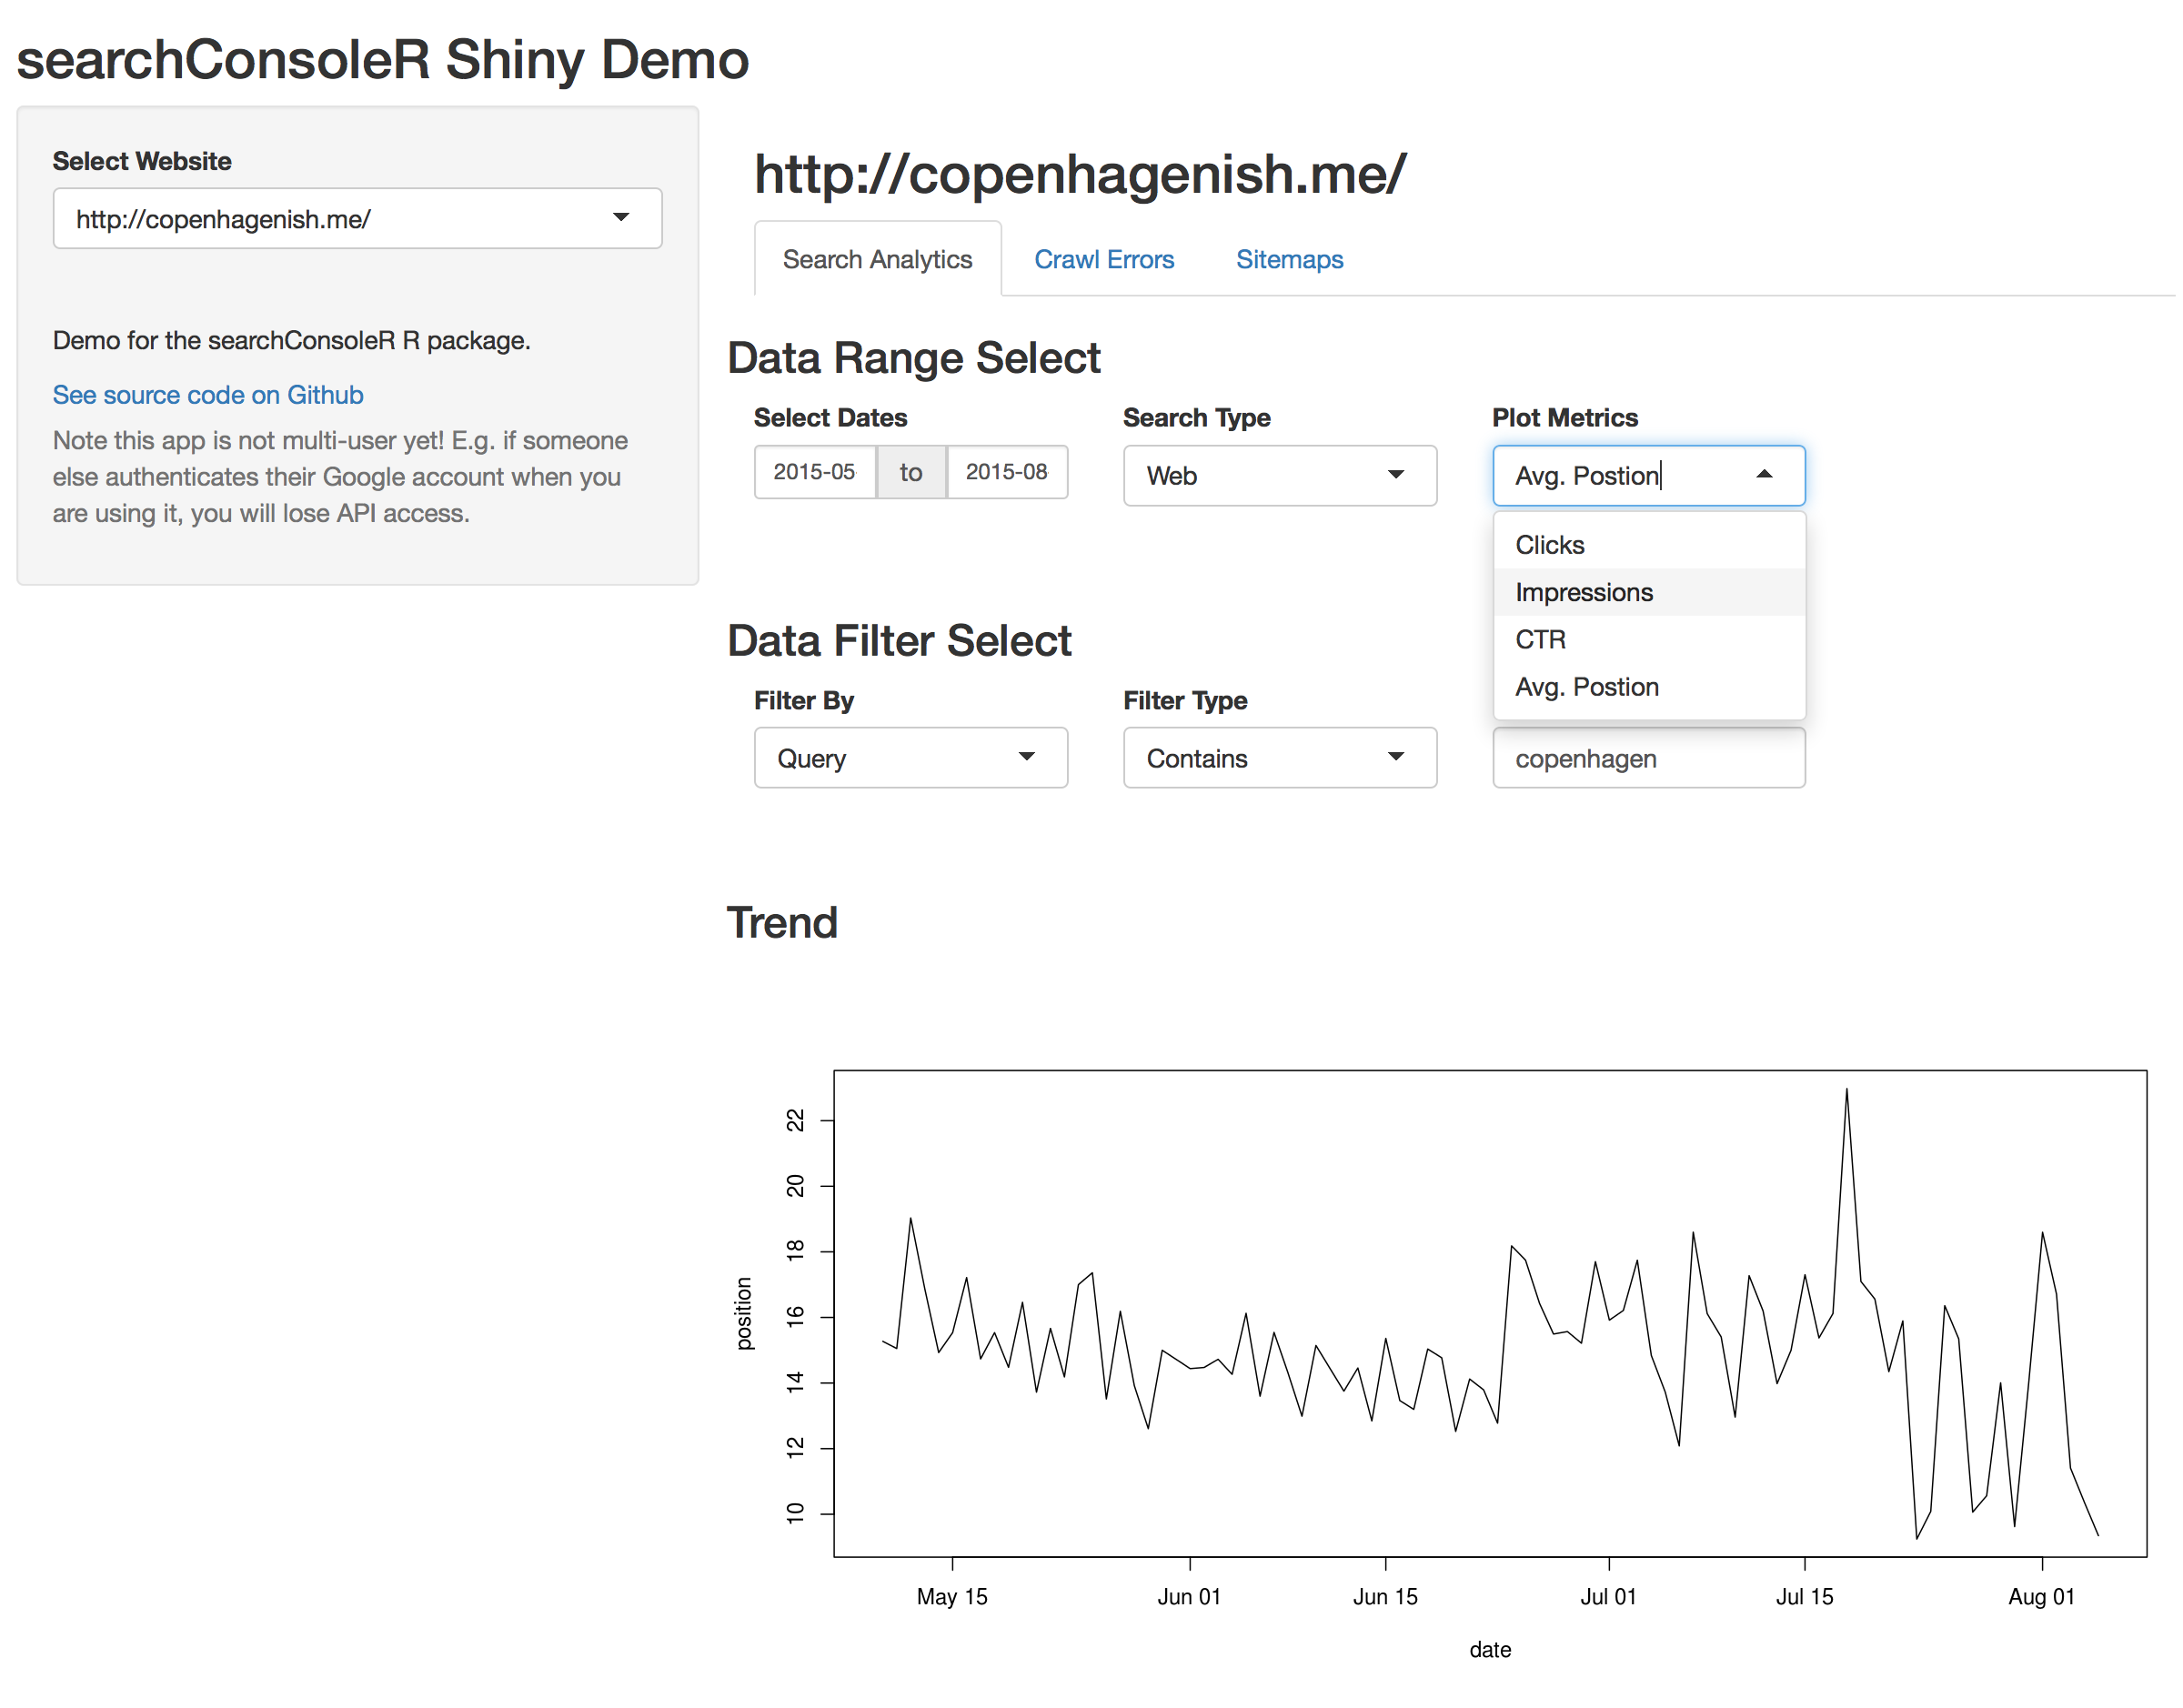 searchConsoleR Shiny Demo
Select Website
http://copenhagenish.me/
Demo for the searchConsoleR R package.
See source code on Github
Note this app is not multi-user yet! E.g. if someone
else authenticates their Google account when you
are using it, you will lose API access.
http://copenhagenish.me/
Search Analytics Crawl Errors Sitemaps
Data Range Select
Select Dates Search Type Plot Metrics
2015-05 to 2015-08 Web Avg. Postion
Clicks
Impressions
CTR
Avg. Postion
Data Filter Select
Filter By Filter Type
Query Contains copenhagen
Trend
22
20
18
16
14
12
10
position
May 15 Jun 01 Jun 15 Jul 01 Jul 15 Aug 01
date